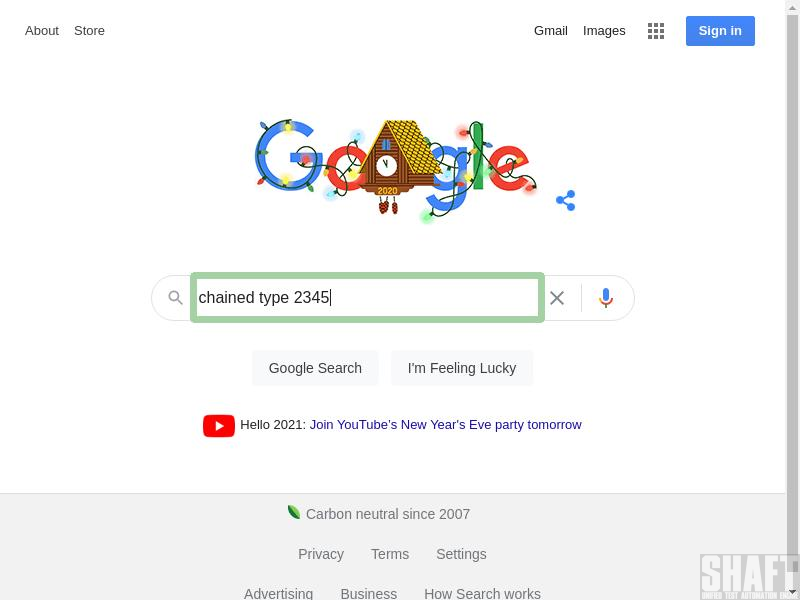 About Store Gmail Images Sign in
Google
2020
chained type 2345
Google Search I'm Feeling Lucky
Hello 2021: Join YouTube's New Year's Eve party tomorrow
Carbon neutral since 2007
Privacy Terms Settings
SHAFT
Advertising Business How Search works